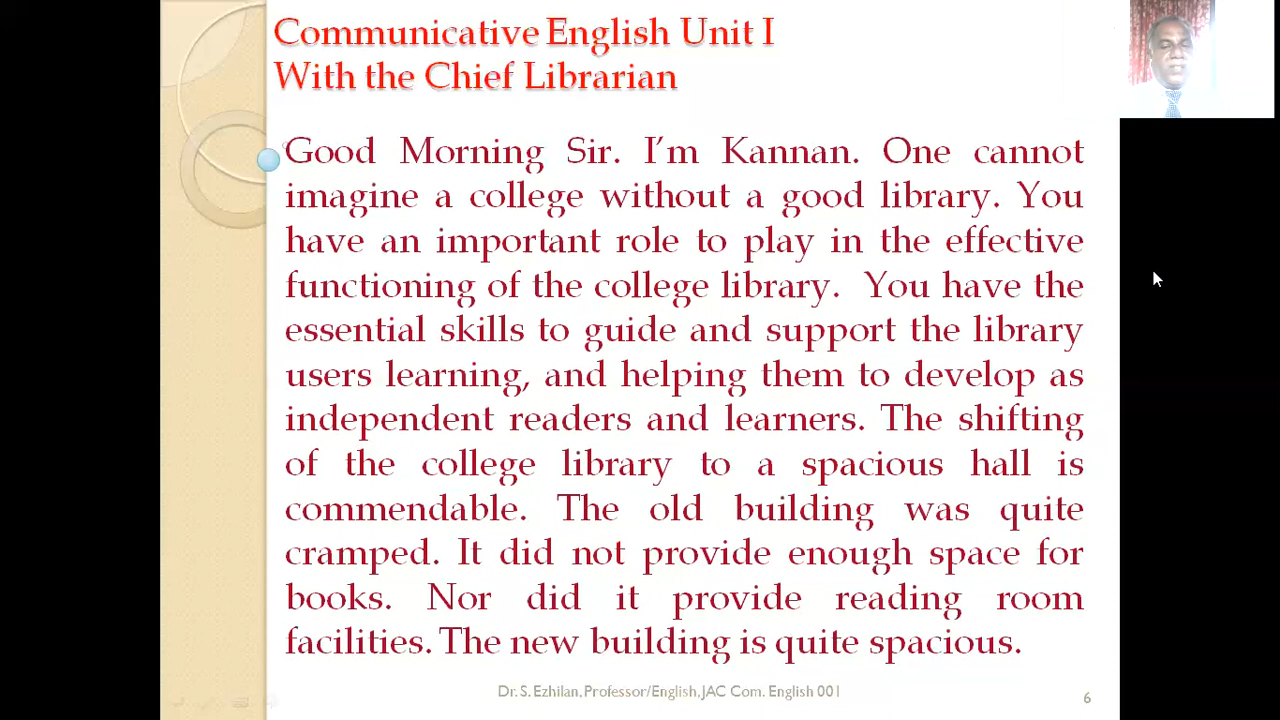 Communicative English Unit I
With the Chief Librarian
Good Morning Sir. I'm Kannan. One cannot
imagine a college without a good library. You
have an important role to play in the effective
functioning of the college library. You have the
essential skills to guide and support the library
users learning, and helping them to develop as
independent readers and learners. The shifting
of the college library to a spacious hall is
commendable. The old building was quite
cramped. It did not provide enough space for
books. Nor did it provide reading room
facilities. The new building is quite spacious.
Dr. S. Ezhilan, Professor/English, JAC Com. English 001
6